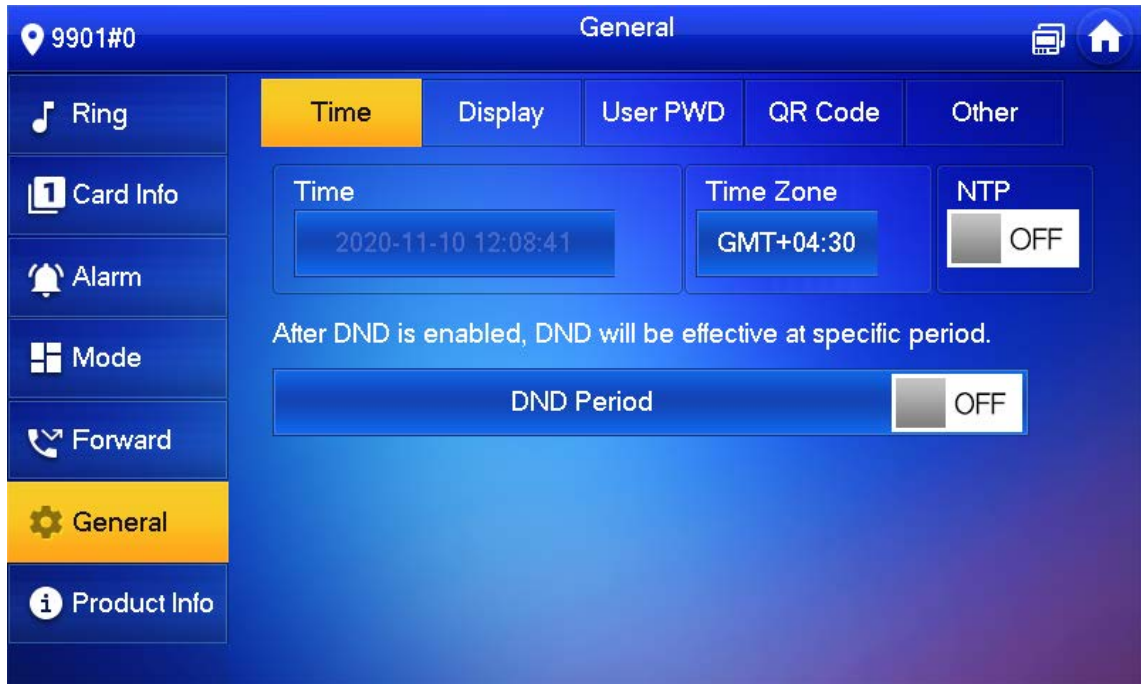 9901#0
General
Ring
Card Info
Alarm
Mode
Forward
General
Product Info
Time
Display
User PWD
QR Code
Other
Time
2020-11-10 12:08:41
Time Zone
GMT+04:30
NTP
OFF
After DND is enabled, DND will be effective at specific period.
DND Period
OFF